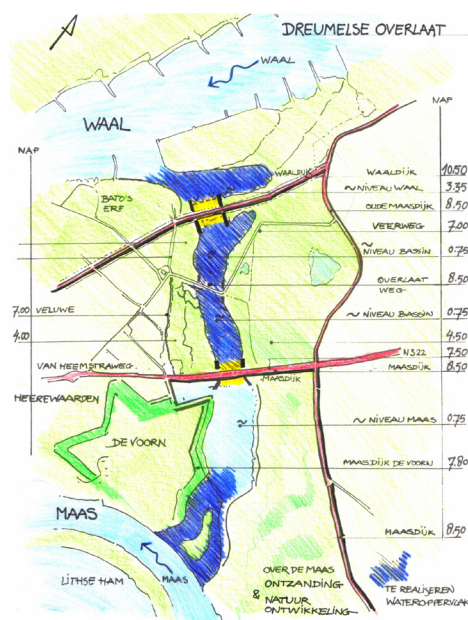 DREUMELSE OVERLAAT
WAAL
WAAL
NAP
NAP
WAALDIJK
WAALDIJK 10.50
~ NIVEAU WAAL 3.35
OUDE MAASDIJK 8.50
BATO'S
ERF
VEERWEG 7.00
~ NIVEAU BASSIN 0.75
OVERLAAT
WEG 8.50
7.00 VELUWE
~ NIVEAU BASSIN 0.75
4.00
4.50
N322 7.50
VAN HEEMSTRAWEG
MAASDIJK
MAASDIJK 8.50
HEEREWAARDEN
~
~ NIVEAU MAAS 0.75
DE VOORN
MAASDIJK DE VOORN 7.80
MAAS
MAASDIJK 8.50
LITHSE HAM
MAAS
OVER DE MAAS
ONTZANDING
& NATUUR
ONTWIKKELING
TE REALISEREN
WATEROPPERVLAK